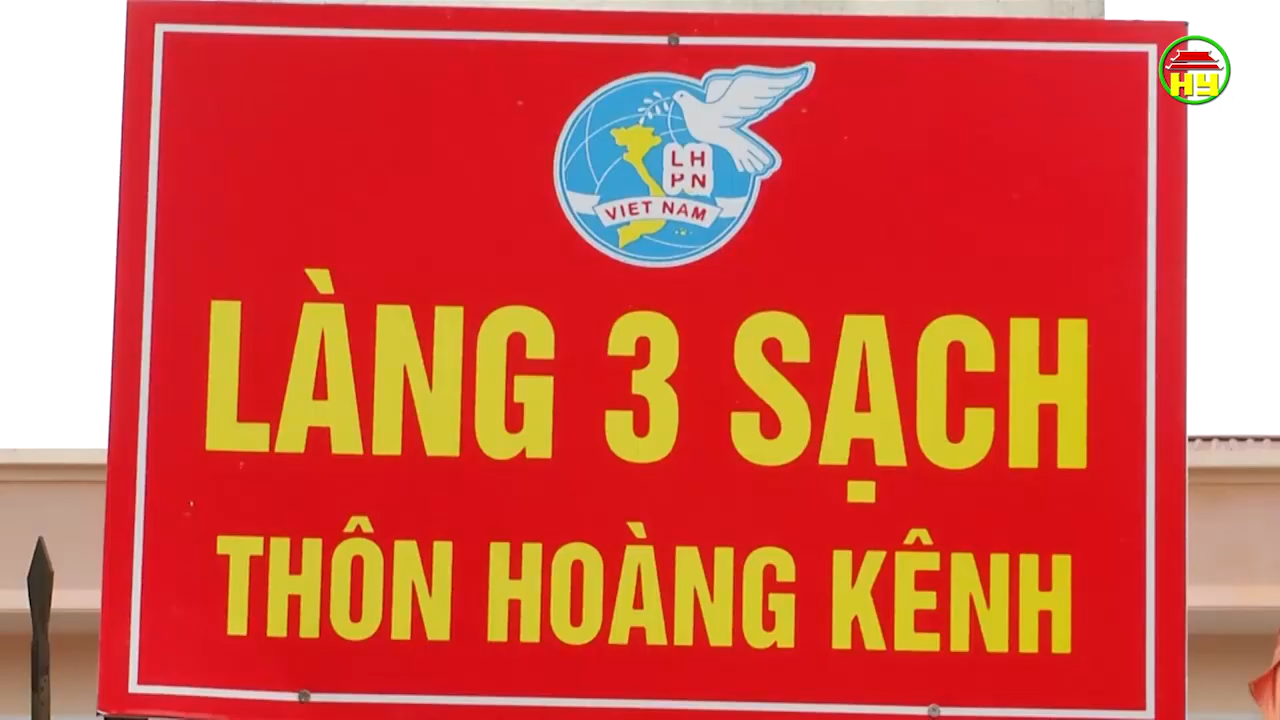 HY
LH
PN
VIET NAM
LÀNG 3 SẠCH
THÔN HOÀNG KÊNH